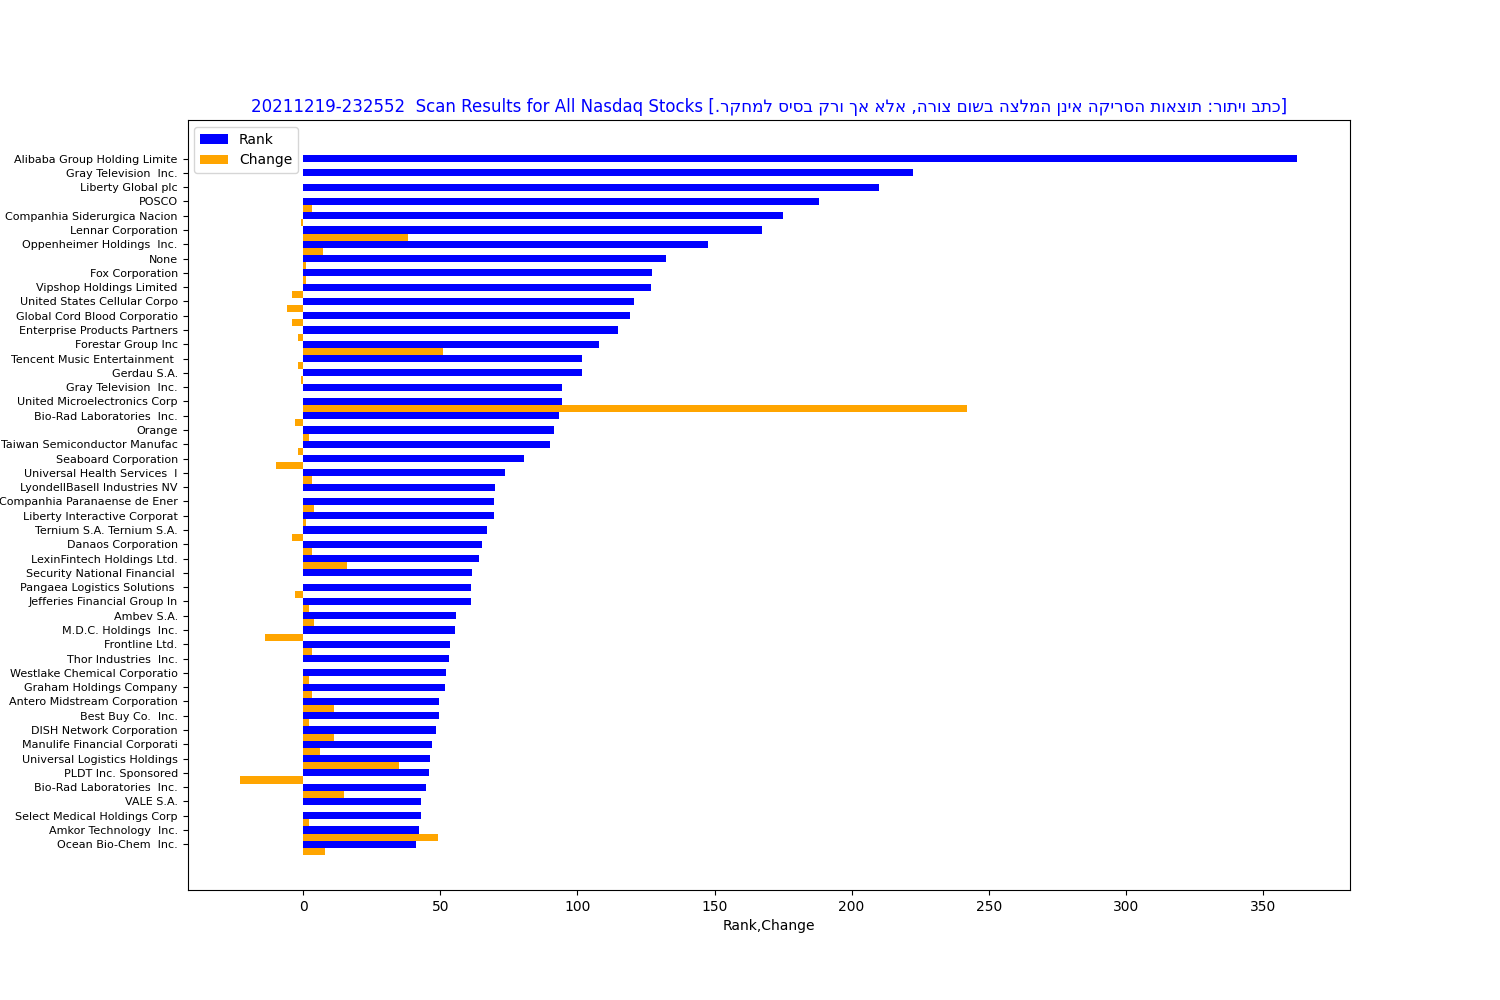 20211219-232552  Scan Results for All Nasdaq Stocks [כתב ויתור: תוצאות הסריקה אינן המלצה בשום צורה, אלא אך ורק בסיס למחקר.]
Rank
Change
Alibaba Group Holding Limite
Gray Television  Inc.
Liberty Global plc
POSCO
Companhia Siderurgica Nacion
Lennar Corporation
Oppenheimer Holdings  Inc.
None
Fox Corporation
Vipshop Holdings Limited
United States Cellular Corpo
Global Cord Blood Corporatio
Enterprise Products Partners
Forestar Group Inc
Tencent Music Entertainment
Gerdau S.A.
Gray Television  Inc.
United Microelectronics Corp
Bio-Rad Laboratories  Inc.
Orange
Taiwan Semiconductor Manufac
Seaboard Corporation
Universal Health Services  I
LyondellBasell Industries NV
Companhia Paranaense de Ener
Liberty Interactive Corporat
Ternium S.A. Ternium S.A.
Danaos Corporation
LexinFintech Holdings Ltd.
Security National Financial
Pangaea Logistics Solutions
Jefferies Financial Group In
Ambev S.A.
M.D.C. Holdings  Inc.
Frontline Ltd.
Thor Industries  Inc.
Westlake Chemical Corporatio
Graham Holdings Company
Antero Midstream Corporation
Best Buy Co.  Inc.
DISH Network Corporation
Manulife Financial Corporati
Universal Logistics Holdings
PLDT Inc. Sponsored
Bio-Rad Laboratories  Inc.
VALE S.A.
Select Medical Holdings Corp
Amkor Technology  Inc.
Ocean Bio-Chem  Inc.
0 50 100 150 200 250 300 350
Rank,Change